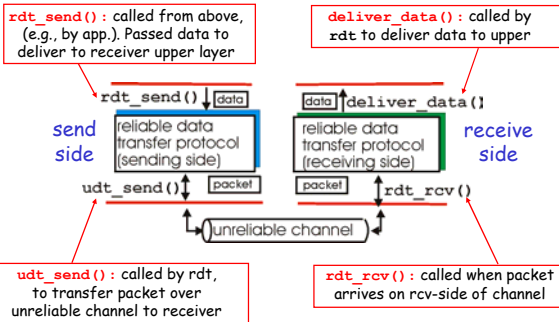 rdt_send(): called from above,
(e.g., by app.). Passed data to
deliver to receiver upper layer
deliver_data(): called by
rdt to deliver data to upper
rdt_send()
data
data
deliver_data()
send
side
reliable data
transfer protocol
(sending side)
reliable data
transfer protocol
(receiving side)
receive
side
udt_send()
packet
packet
rdt_rcv()
unreliable channel
udt_send(): called by rdt,
to transfer packet over
unreliable channel to receiver
rdt_rcv(): called when packet
arrives on rcv-side of channel